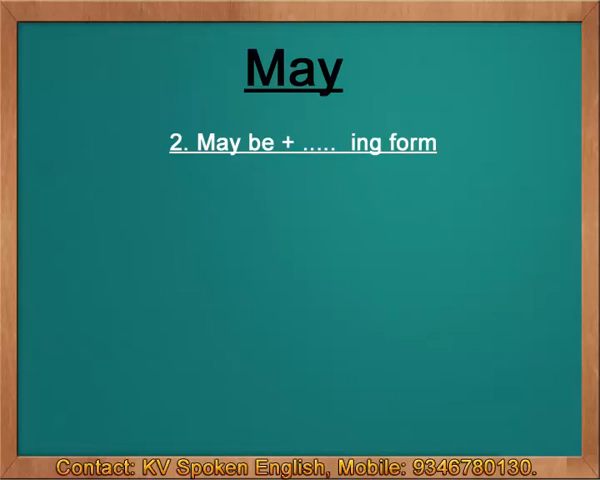 May
2. May be + ..... ing form
Contact: KV Spoken English, Mobile: 9346780130.